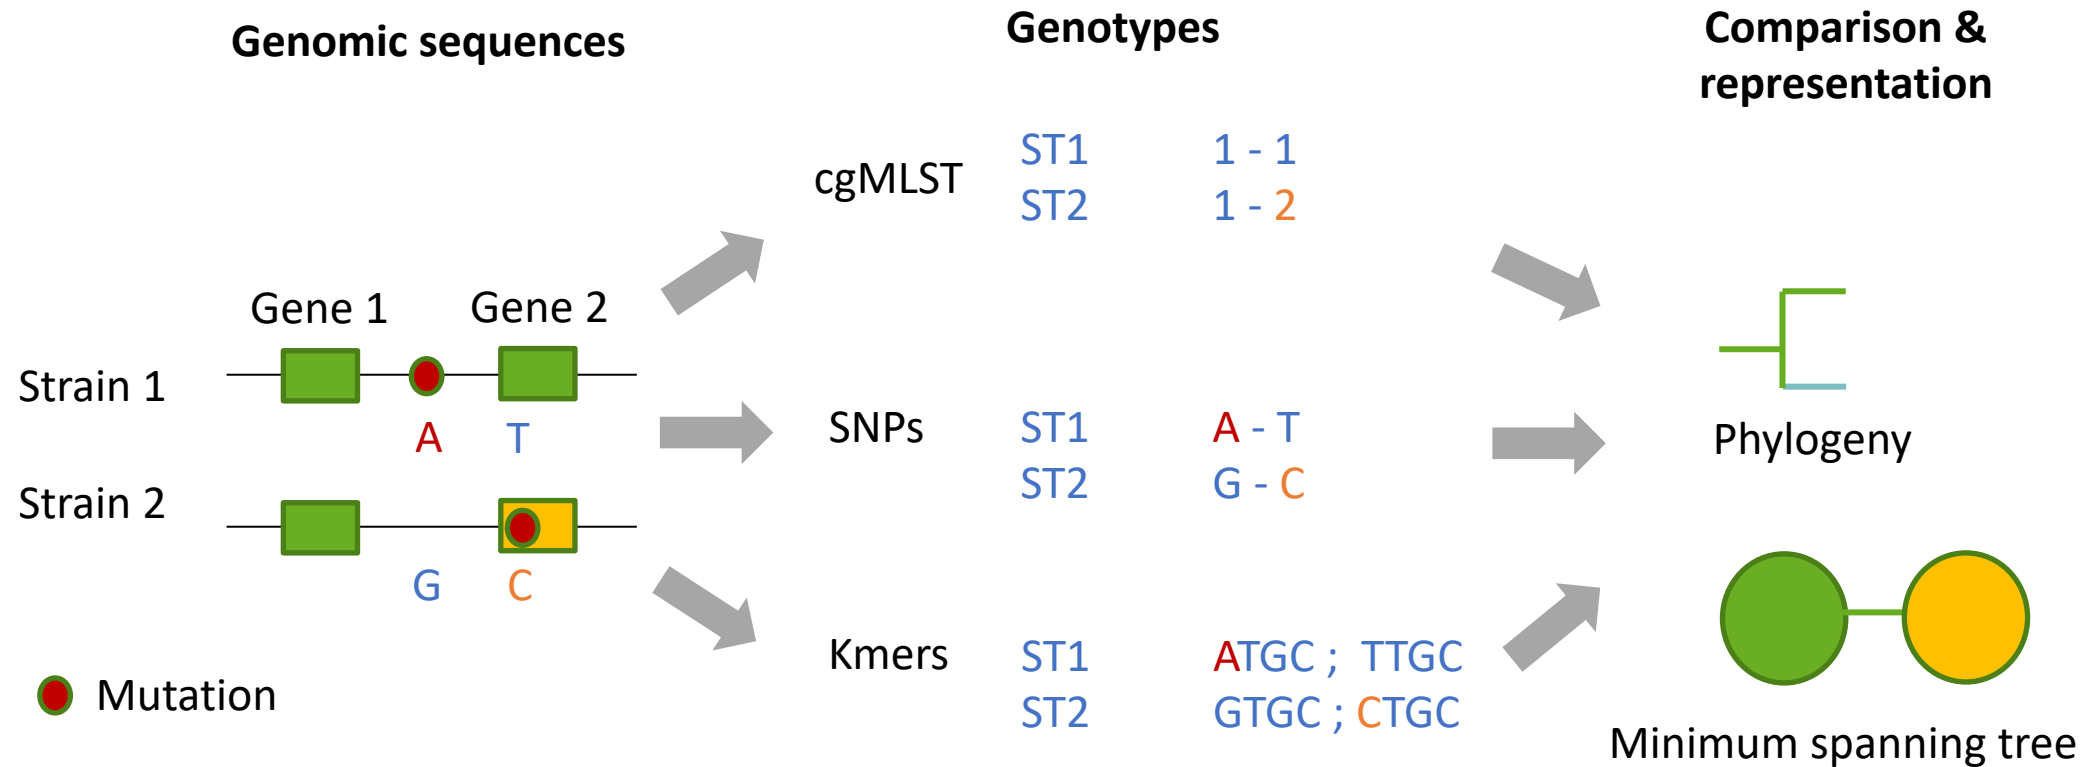 Genomic sequences
Genotypes
Comparison &
representation
cgMLST
ST1 1 - 1
ST2 1 - 2
Gene 1 Gene 2
Strain 1
A T
Strain 2
G C
Mutation
SNPs
ST1 A - T
ST2 G - C
Kmers
ST1 ATGC ; TTGC
ST2 GTGC ; CTGC
Phylogeny
Minimum spanning tree